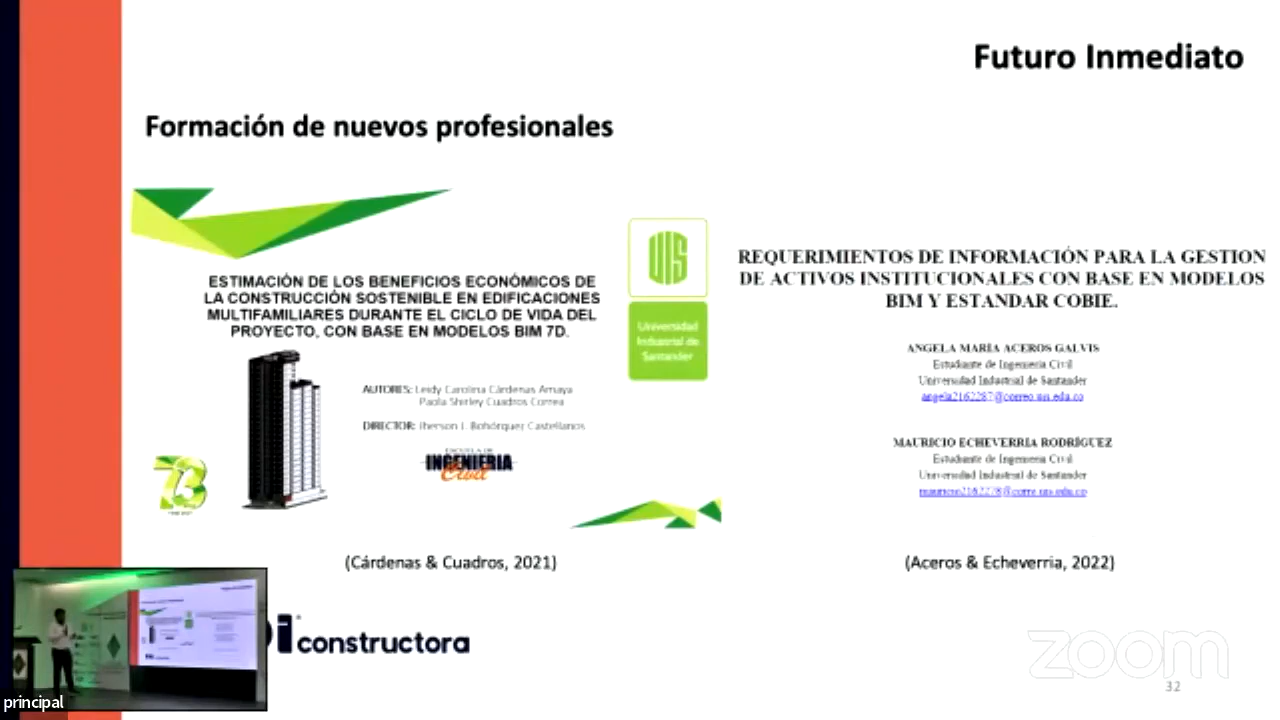 Futuro Inmediato
Formación de nuevos profesionales
ESTIMACIÓN DE LOS BENEFICIOS ECONÓMICOS DE
LA CONSTRUCCIÓN SOSTENIBLE EN EDIFICACIONES
MULTIFAMILIARES DURANTE EL CICLO DE VIDA DEL
PROYECTO, CON BASE EN MODELOS BIM 7D.
AUTORES: Leidy Carolina Cárdenas Amaya
Paola Shirley Cuadros Correa
DIRECTOR: Jherson J. Bohórquez Castellanos
ESCUELA DE
INGENIERIA
Civil
73
UIS
Universidad
Industrial de
Santander
(Cárdenas & Cuadros, 2021)
REQUERIMIENTOS DE INFORMACIÓN PARA LA GESTION
DE ACTIVOS INSTITUCIONALES CON BASE EN MODELOS
BIM Y ESTANDAR COBIE.
ANGELA MARÍA ACEROS GALVIS
Estudiante de Ingeniería Civil
Universidad Industrial de Santander
angela2162287@correo.uis.edu.co
MAURICIO ECHEVERRIA RODRÍGUEZ
Estudiante de Ingeniería Civil
Universidad Industrial de Santander
(Aceros & Echeverria, 2022)
constructora
zoom
32
principal